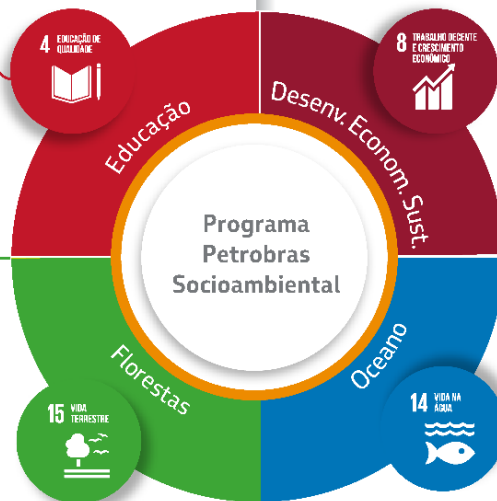 4 EDUCAÇÃO DE
QUALIDADE
8 TRABALHO DECENTE
E CRESCIMENTO
ECONÔMICO
Educação
Desenv. Econom. Sust.
Programa
Petrobras
Socioambiental
Florestas
Oceano
15 VIDA
TERRESTRE
14 VIDA NA
ÁGUA